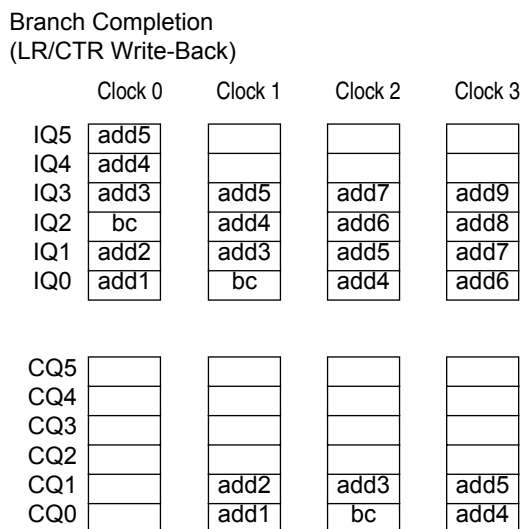 Branch Completion
(LR/CTR Write-Back)
Clock 0 Clock 1 Clock 2 Clock 3
IQ5 add5
IQ4 add4
IQ3 add3 add5 add7 add9
IQ2 bc add4 add6 add8
IQ1 add2 add3 add5 add7
IQ0 add1 bc add4 add6
CQ5
CQ4
CQ3
CQ2
CQ1 add2 add3 add5
CQ0 add1 bc add4